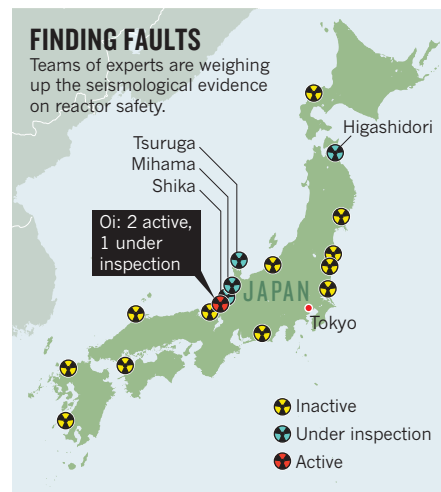 FINDING FAULTS
Teams of experts are weighing
up the seismological evidence
on reactor safety.
Higashidori
Tsuruga
Mihama
Shika
Oi: 2 active,
1 under
inspection
JAPAN
Tokyo
Inactive
Under inspection
Active